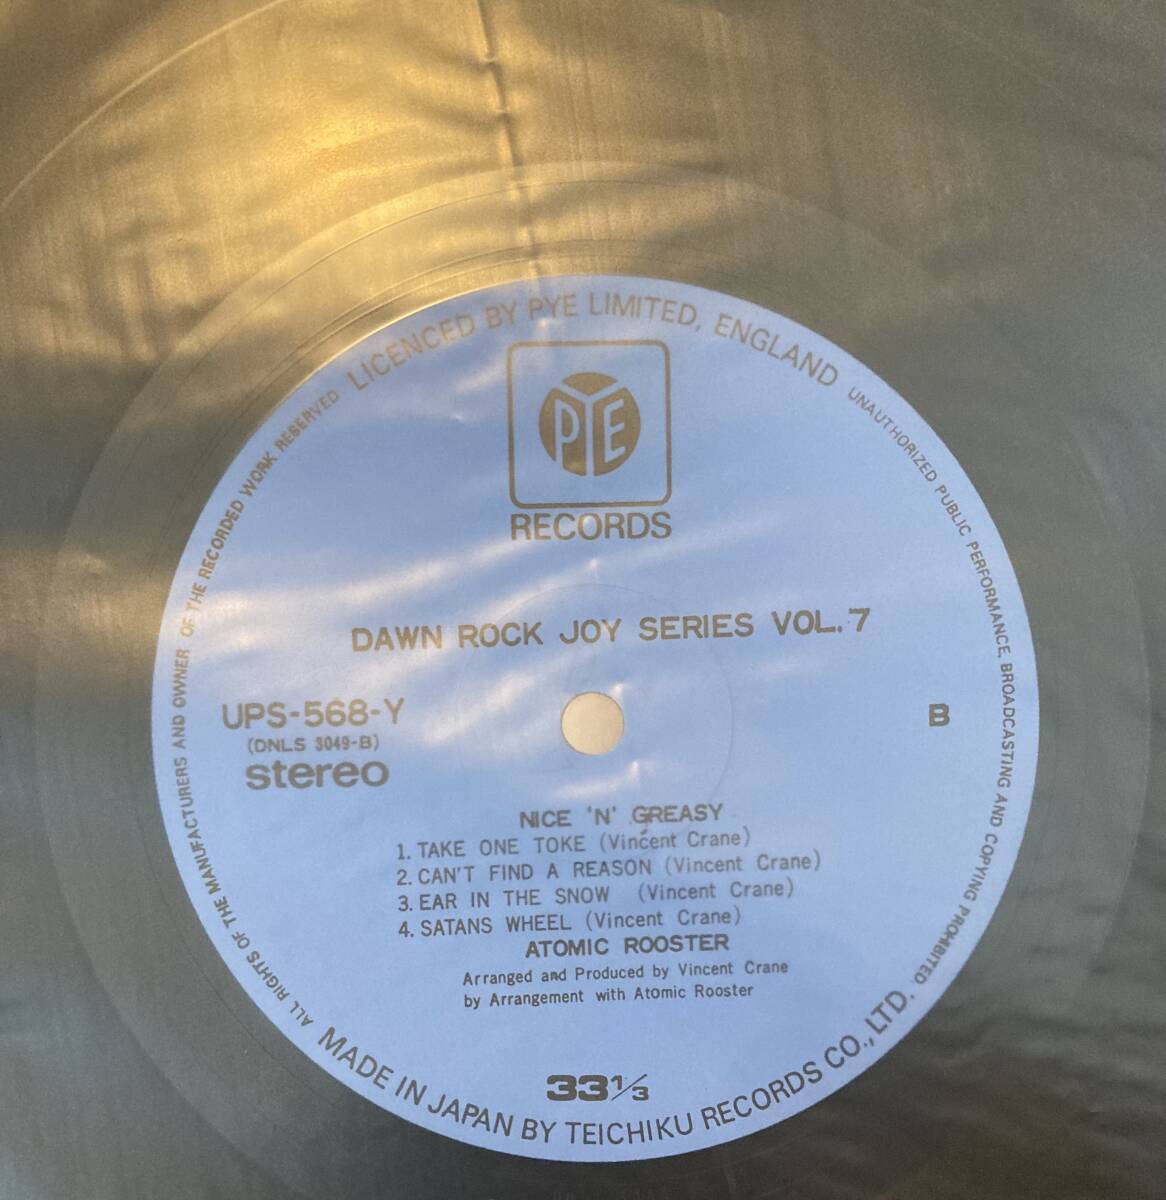 LICENCED BY PYE LIMITED, ENGLAND
UNAUTHORIZED PUBLIC PERFORMANCE, BROADCASTING AND COPYING PROHIBITED
PYE
RECORDS
DAWN ROCK JOY SERIES VOL. 7
UPS-568-Y
(DNLS 3049-B)
stereo
B
NICE 'N' GREASY
1. TAKE ONE TOKE (Vincent Crane)
2. CAN'T FIND A REASON (Vincent Crane)
3. EAR IN THE SNOW (Vincent Crane)
4. SATANS WHEEL (Vincent Crane)
ATOMIC ROOSTER
Arranged and Produced by Vincent Crane
by Arrangement with Atomic Rooster
33 1/3
ALL RIGHTS OF THE MANUFACTURERS AND OWNER OF THE RECORDED WORK RESERVED
MADE IN JAPAN BY TEICHIKU RECORDS CO., LTD.